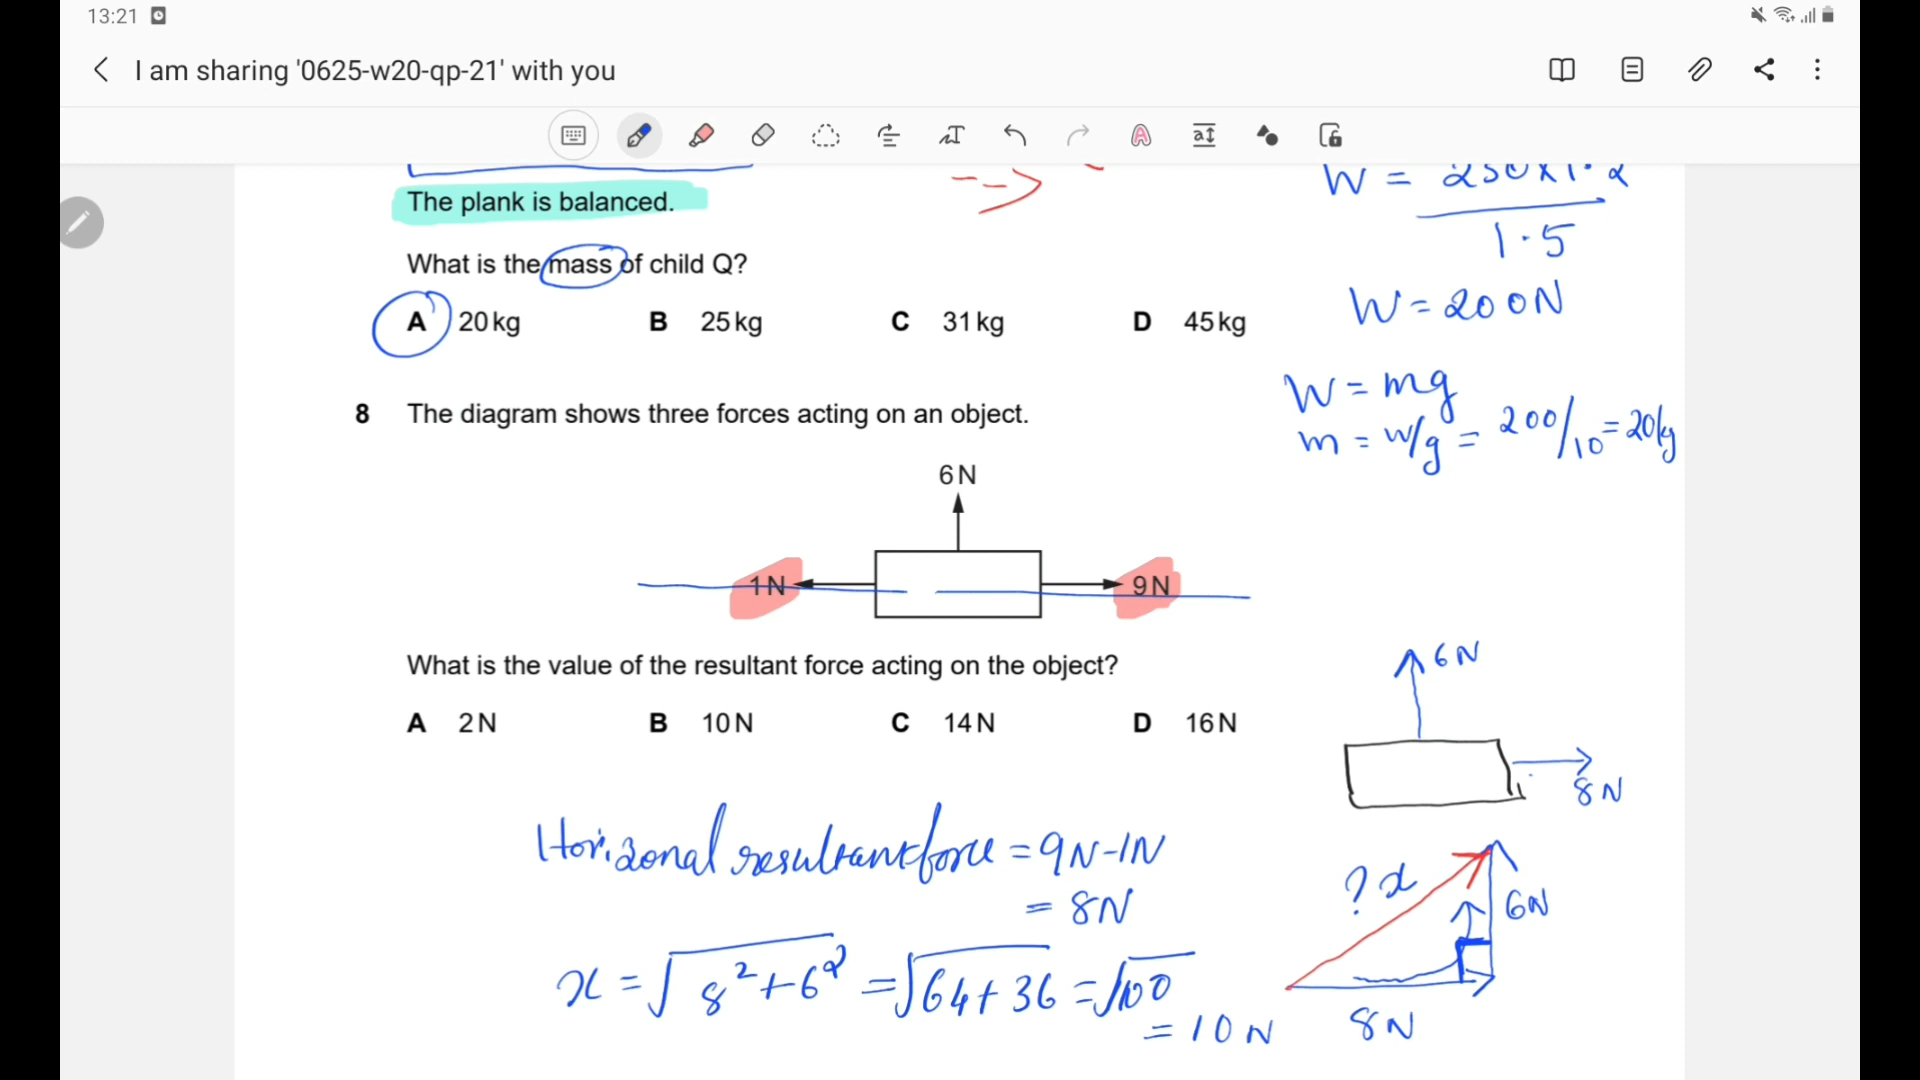 13:21
I am sharing '0625-w20-qp-21' with you
W = 250x1.2
1.5
The plank is balanced.
What is the mass of child Q?
A 20 kg B 25 kg C 31 kg D 45 kg
W = 200N
W = mg
m = w/g = 200/10 = 20kg
8 The diagram shows three forces acting on an object.
6 N
1 N
9 N
What is the value of the resultant force acting on the object?
A 2 N B 10 N C 14 N D 16 N
6N
8N
Horizonal resultant force = 9N-1N
= 8N
x = √8²+6² = √64+36 = √100
= 10 N
? x
6N
8N